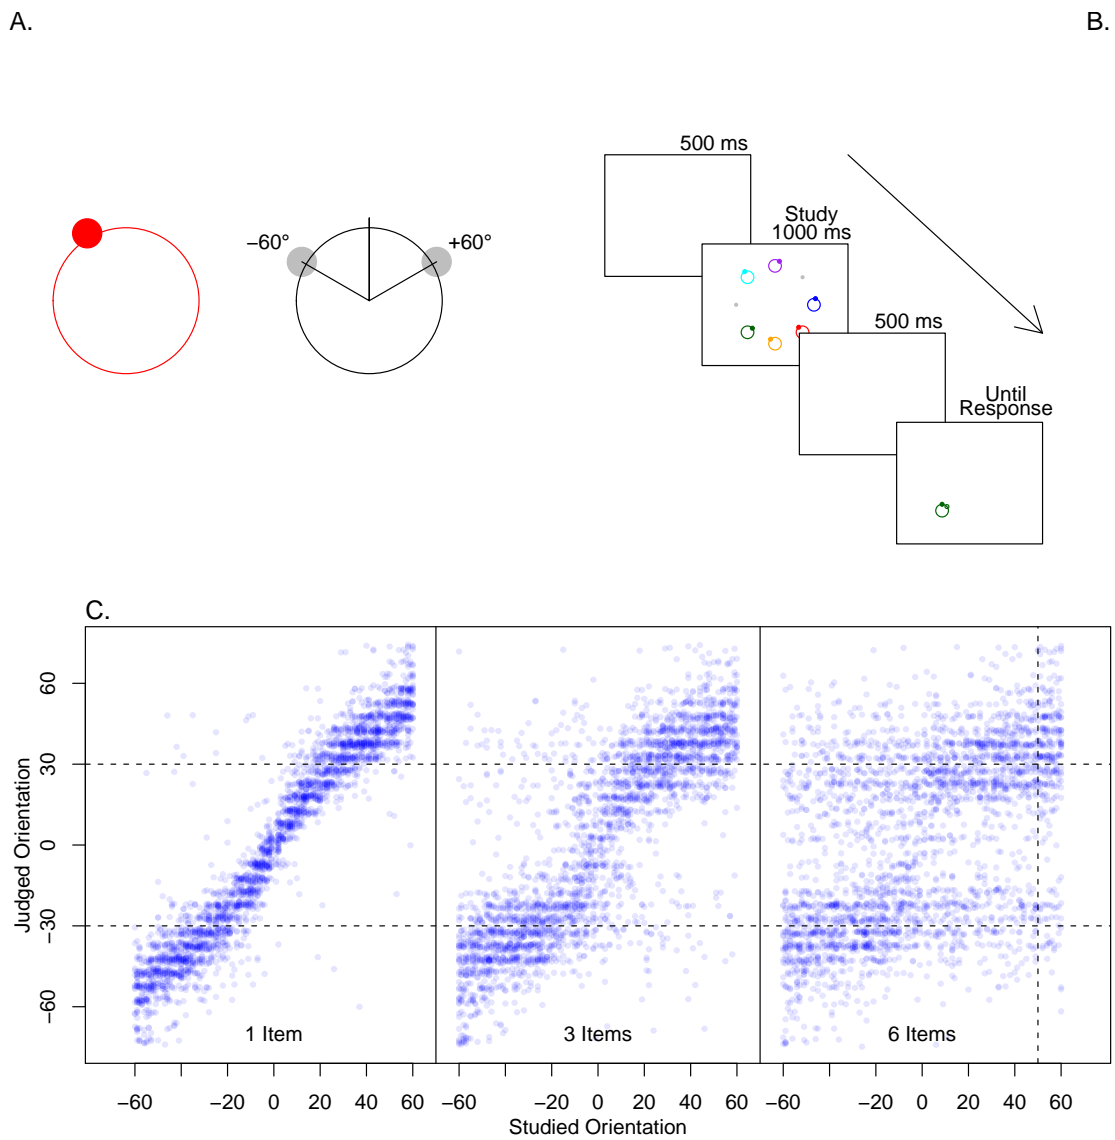 A.
B.
500 ms
Study
1000 ms
−60°
+60°
500 ms
Until
Response
C.
Judged Orientation
60
30
0
−30
−60
1 Item
3 Items
6 Items
−60
−20
0
20
40
60
−60
−20
0
20
40
60
−60
−20
0
20
40
60
Studied Orientation